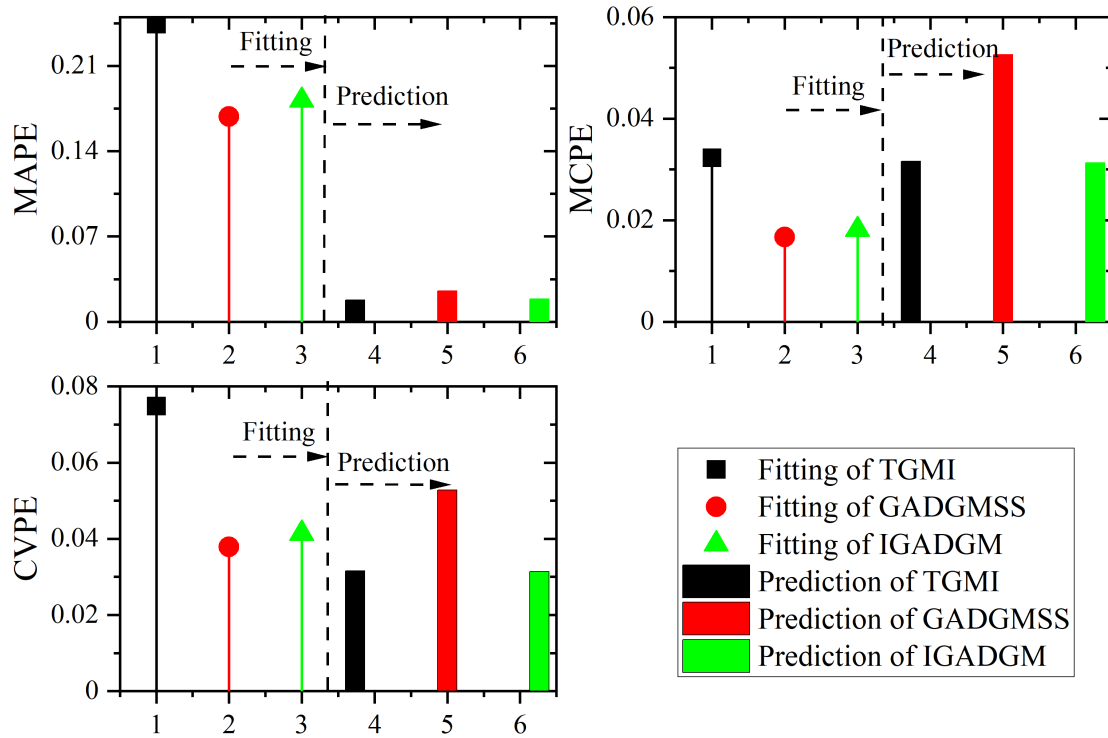 MAPE
0.21
0.14
0.07
0
Fitting
Prediction
1 2 3 4 5 6
MCPE
0.06
0.04
0.02
0
Prediction
Fitting
1 2 3 4 5 6
CVPE
0.08
0.06
0.04
0.02
0
Fitting
Prediction
1 2 3 4 5 6
Fitting of TGMI
Fitting of GADGMSS
Fitting of IGADGM
Prediction of TGMI
Prediction of GADGMSS
Prediction of IGADGM